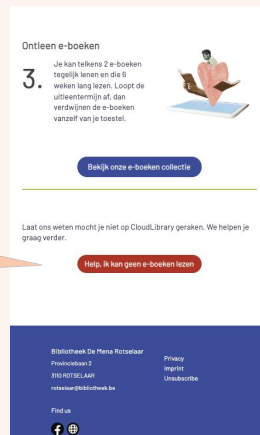 Ontleen e-boeken
3.
Je kan telkens 2 e-boeken
tegelijk lenen en die 6
weken lang lezen. Loopt de
uitleentermijn af, dan
verdwijnen de e-boeken
vanzelf van je toestel.
Bekijk onze e-boeken collectie
Laat ons weten mocht je niet op CloudLibrary geraken. We helpen je
graag verder.
Help, ik kan geen e-boeken lezen
Bibliotheek De Mena Rotselaar
Provinciebaan 2
3110 ROTSELAAR
rotselaar@bibliotheek.be
Privacy
Imprint
Unsubscribe
Find us